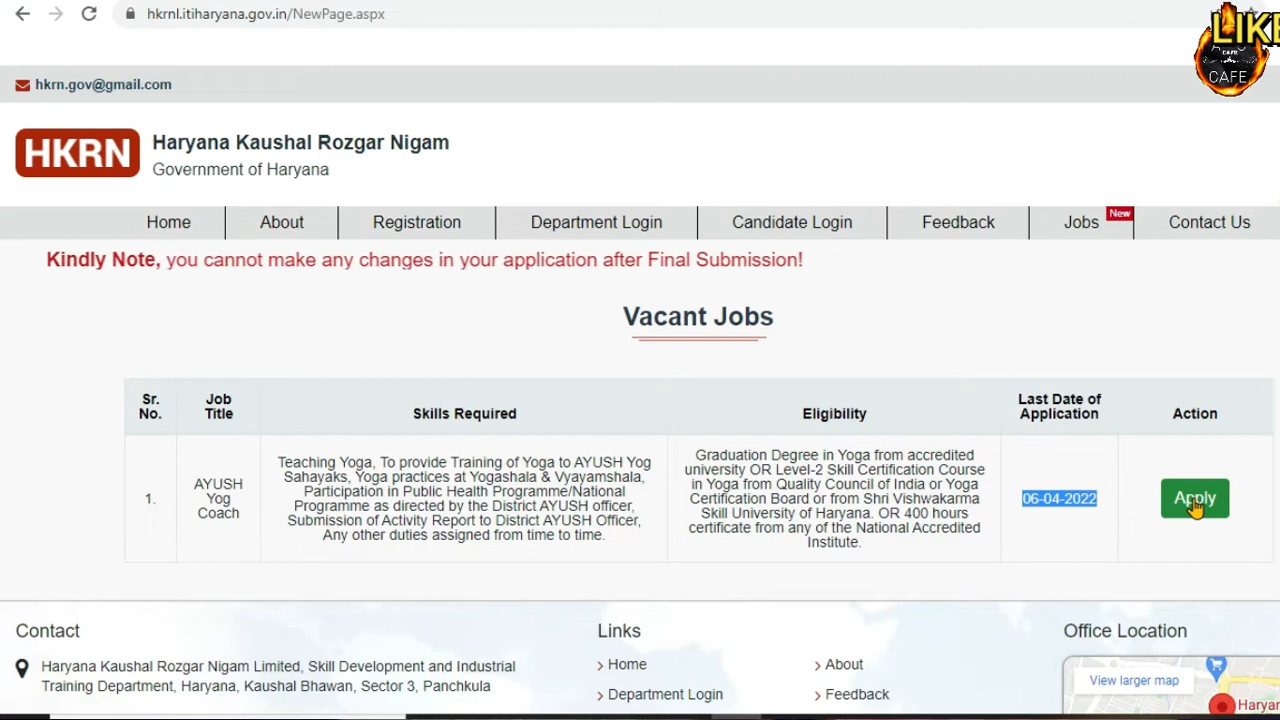 hkrnl.itiharyana.gov.in/NewPage.aspx
LIKE
CAFE
CAFE
hkrn.gov@gmail.com
HKRN
Haryana Kaushal Rozgar Nigam
Government of Haryana
Home
About
Registration
Department Login
Candidate Login
Feedback
Jobs
New
Contact Us
Kindly Note, you cannot make any changes in your application after Final Submission!
Vacant Jobs
Sr.
No.
Job
Title
Skills Required
Eligibility
Last Date of
Application
Action
1.
AYUSH
Yog
Coach
Teaching Yoga, To provide Training of Yoga to AYUSH Yog
Sahayaks, Yoga practices at Yogashala & Vyayamshala,
Participation in Public Health Programme/National
Programme as directed by the District AYUSH officer,
Submission of Activity Report to District AYUSH Officer,
Any other duties assigned from time to time.
Graduation Degree in Yoga from accredited
university OR Level-2 Skill Certification Course
in Yoga from Quality Council of India or Yoga
Certification Board or from Shri Vishwakarma
Skill University of Haryana. OR 400 hours
certificate from any of the National Accredited
Institute.
06-04-2022
Apply
Contact
Haryana Kaushal Rozgar Nigam Limited, Skill Development and Industrial
Training Department, Haryana, Kaushal Bhawan, Sector 3, Panchkula
Links
Home
About
Department Login
Feedback
Office Location
View larger map
Haryan